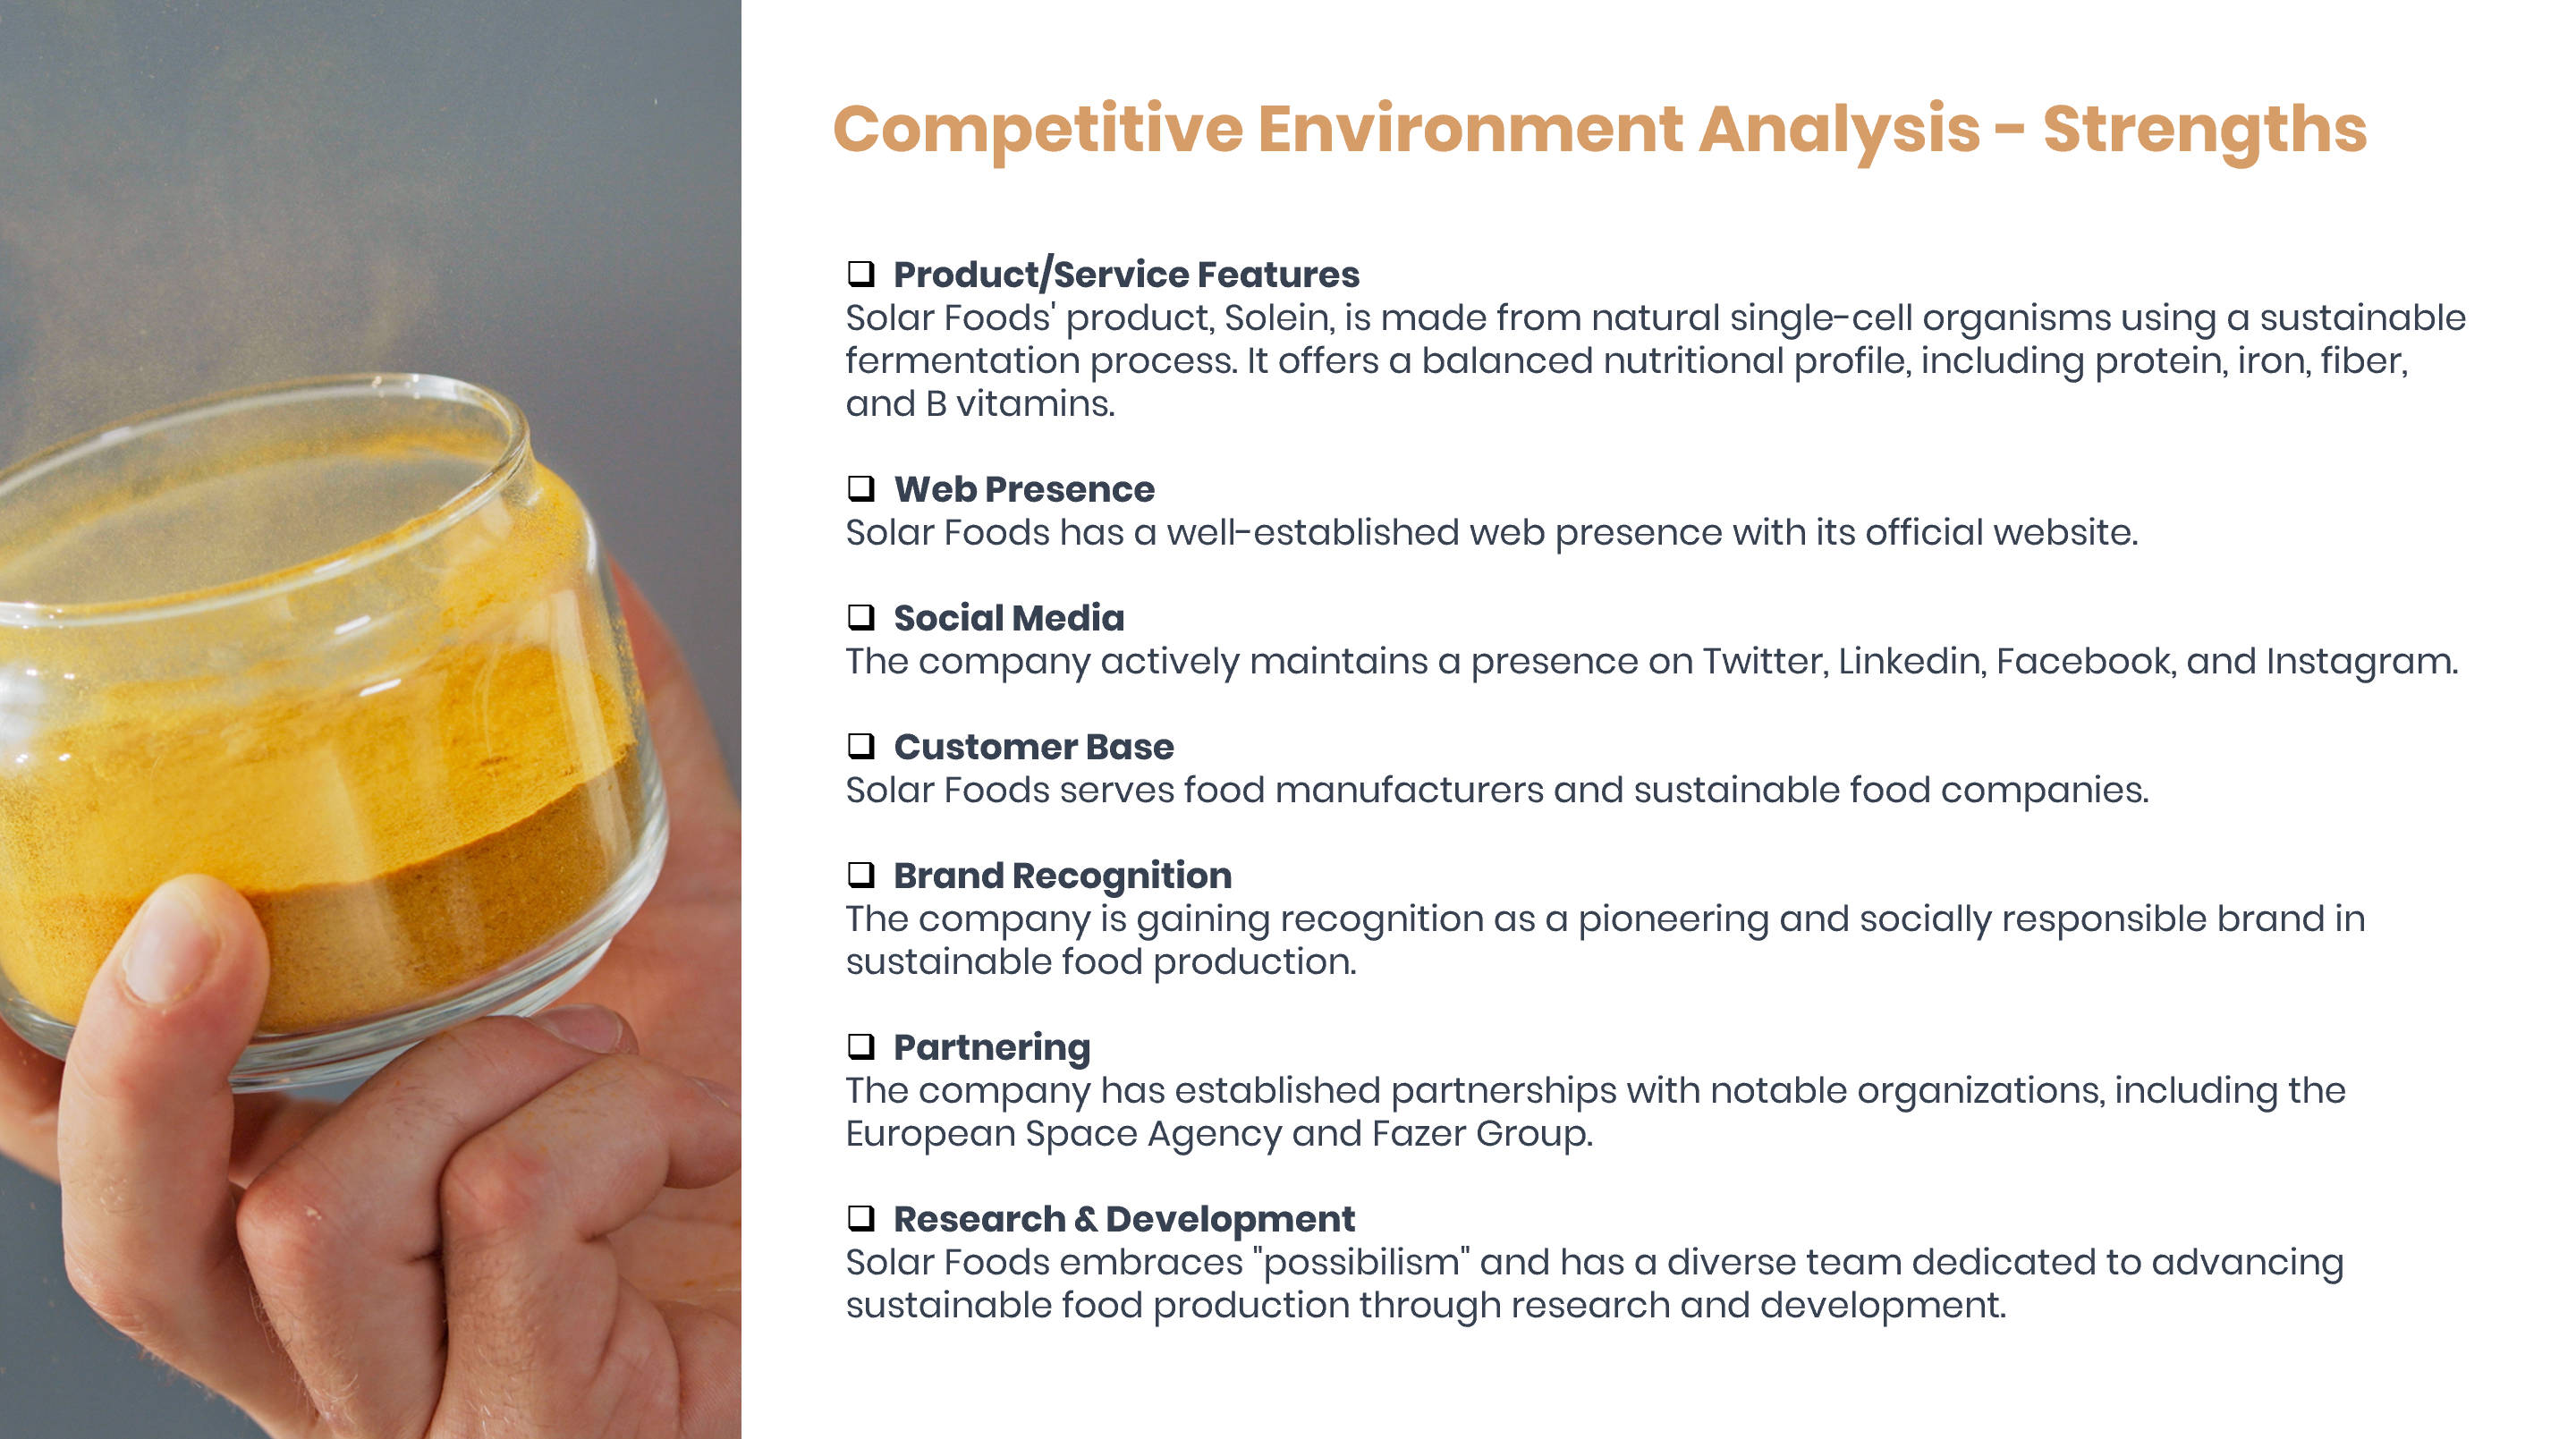 Competitive Environment Analysis - Strengths
❑ Product/Service Features
Solar Foods' product, Solein, is made from natural single-cell organisms using a sustainable
fermentation process. It offers a balanced nutritional profile, including protein, iron, fiber,
and B vitamins.
❑ Web Presence
Solar Foods has a well-established web presence with its official website.
❑ Social Media
The company actively maintains a presence on Twitter, Linkedin, Facebook, and Instagram.
❑ Customer Base
Solar Foods serves food manufacturers and sustainable food companies.
❑ Brand Recognition
The company is gaining recognition as a pioneering and socially responsible brand in
sustainable food production.
❑ Partnering
The company has established partnerships with notable organizations, including the
European Space Agency and Fazer Group.
❑ Research & Development
Solar Foods embraces "possibilism" and has a diverse team dedicated to advancing
sustainable food production through research and development.